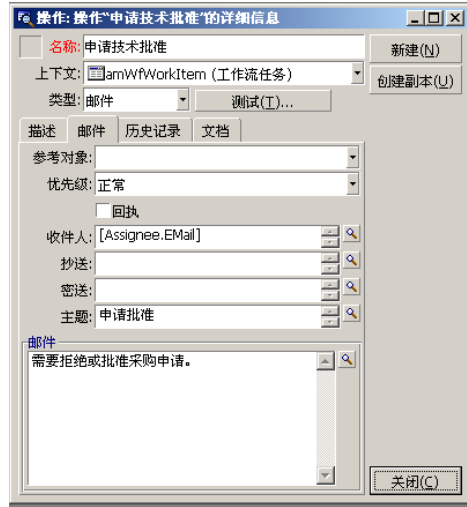 操作: 操作"申请技术批准"的详细信息
名称: 申请技术批准
新建(N)
上下文: amWfWorkItem (工作流任务)
创建副本(U)
类型: 邮件 测试(T)...
描述 邮件 历史记录 文档
参考对象:
优先级: 正常
回执
收件人: [Assignee.EMail]
抄送:
密送:
主题: 申请批准
邮件
需要拒绝或批准采购申请。
关闭(C)